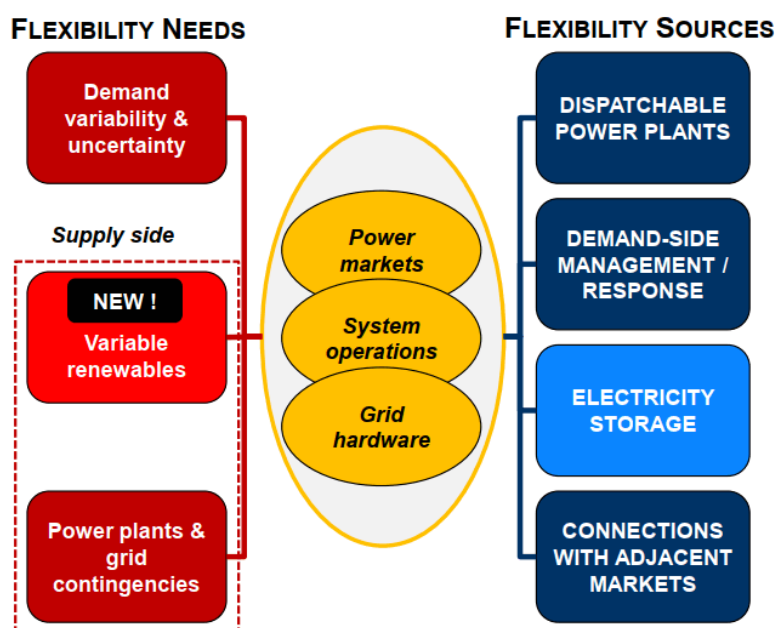 FLEXIBILITY NEEDS
Demand
variability &
uncertainty
Supply side
NEW !
Variable
renewables
Power plants &
grid
contingencies
Power
markets
System
operations
Grid
hardware
FLEXIBILITY SOURCES
DISPATCHABLE
POWER PLANTS
DEMAND-SIDE
MANAGEMENT /
RESPONSE
ELECTRICITY
STORAGE
CONNECTIONS
WITH ADJACENT
MARKETS